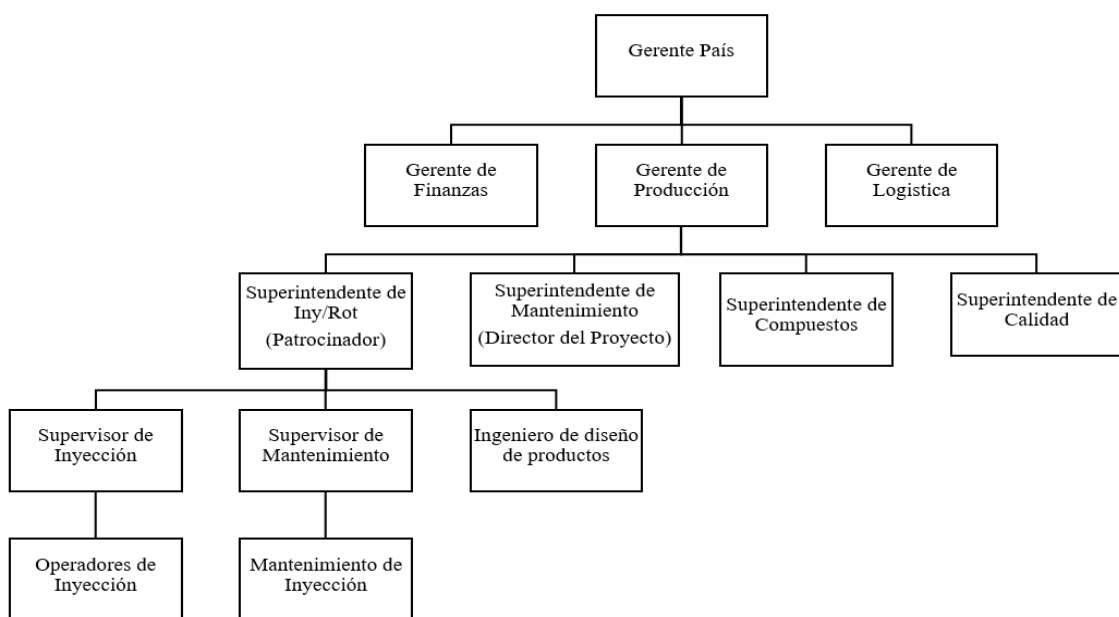 Gerente País
Gerente de
Finanzas
Gerente de
Producción
Gerente de
Logistica
Superintendente de
Iny/Rot
(Patrocinador)
Superintendente de
Mantenimiento
(Director del Proyecto)
Superintendente de
Compuestos
Superintendente de
Calidad
Supervisor de
Inyección
Supervisor de
Mantenimiento
Ingeniero de diseño
de productos
Operadores de
Inyección
Mantenimiento de
Inyección